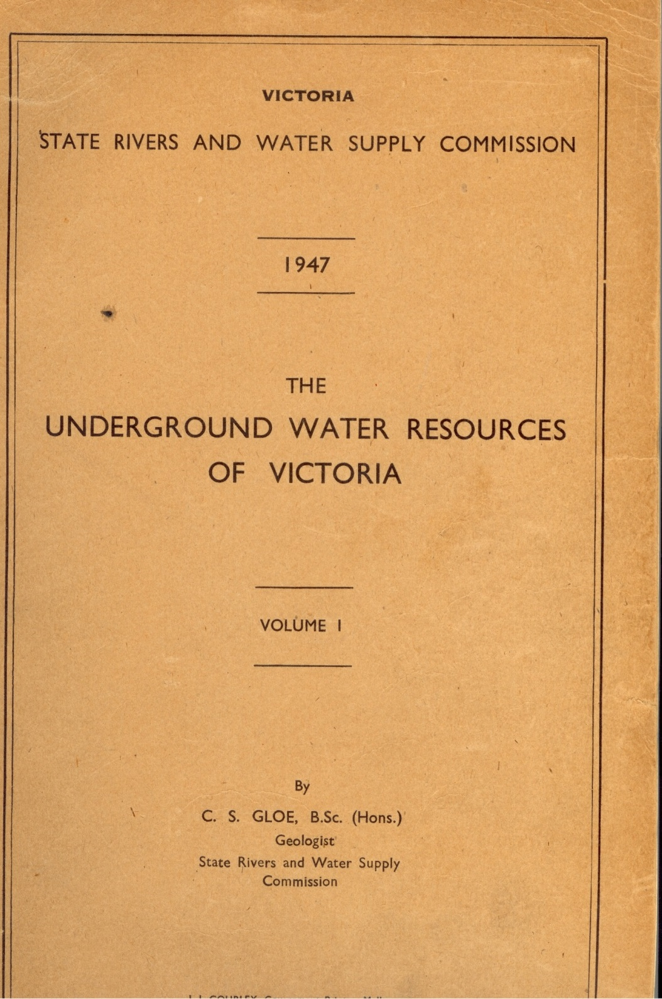 VICTORIA
STATE RIVERS AND WATER SUPPLY COMMISSION
1947
THE
UNDERGROUND WATER RESOURCES
OF VICTORIA
VOLUME I
By
C. S. GLOE, B.Sc. (Hons.)
Geologist
State Rivers and Water Supply
Commission